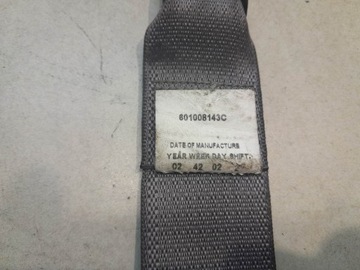 601008143C
DATE OF MANUFACTURE
YEAR WEEK DAY SHIFT
02 42 02